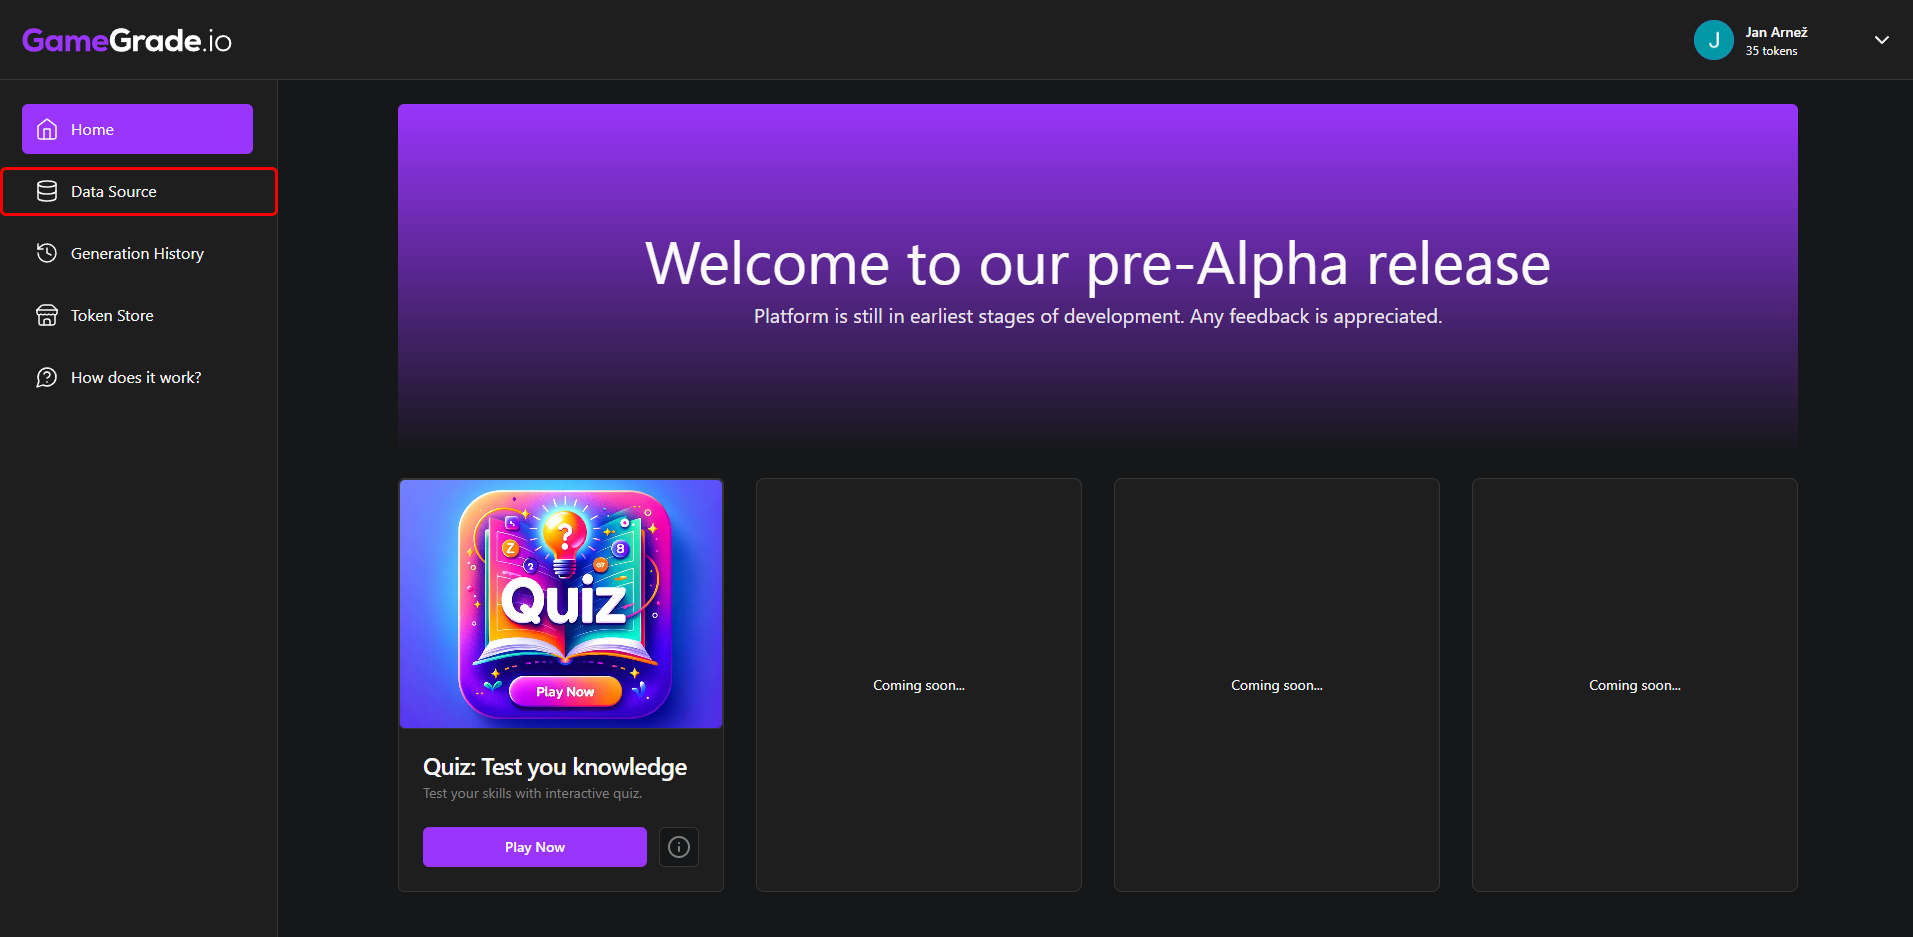 GameGrade.io
J
Jan Arnež
35 tokens
Home
Data Source
Generation History
Token Store
How does it work?
Welcome to our pre-Alpha release
Platform is still in earliest stages of development. Any feedback is appreciated.
?
Z
8
2
Quiz
Play Now
Quiz: Test you knowledge
Test your skills with interactive quiz.
Play Now
Coming soon...
Coming soon...
Coming soon...